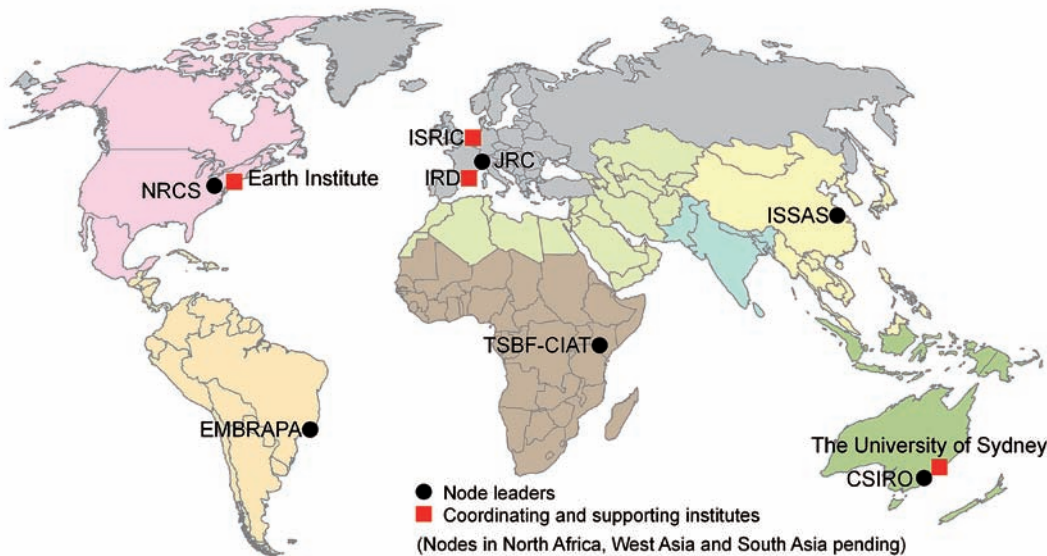 ISRIC
JRC
IRD
NRCS
Earth Institute
ISSAS
TSBF-CIAT
EMBRAPA
The University of Sydney
CSIRO
Node leaders
Coordinating and supporting institutes
(Nodes in North Africa, West Asia and South Asia pending)